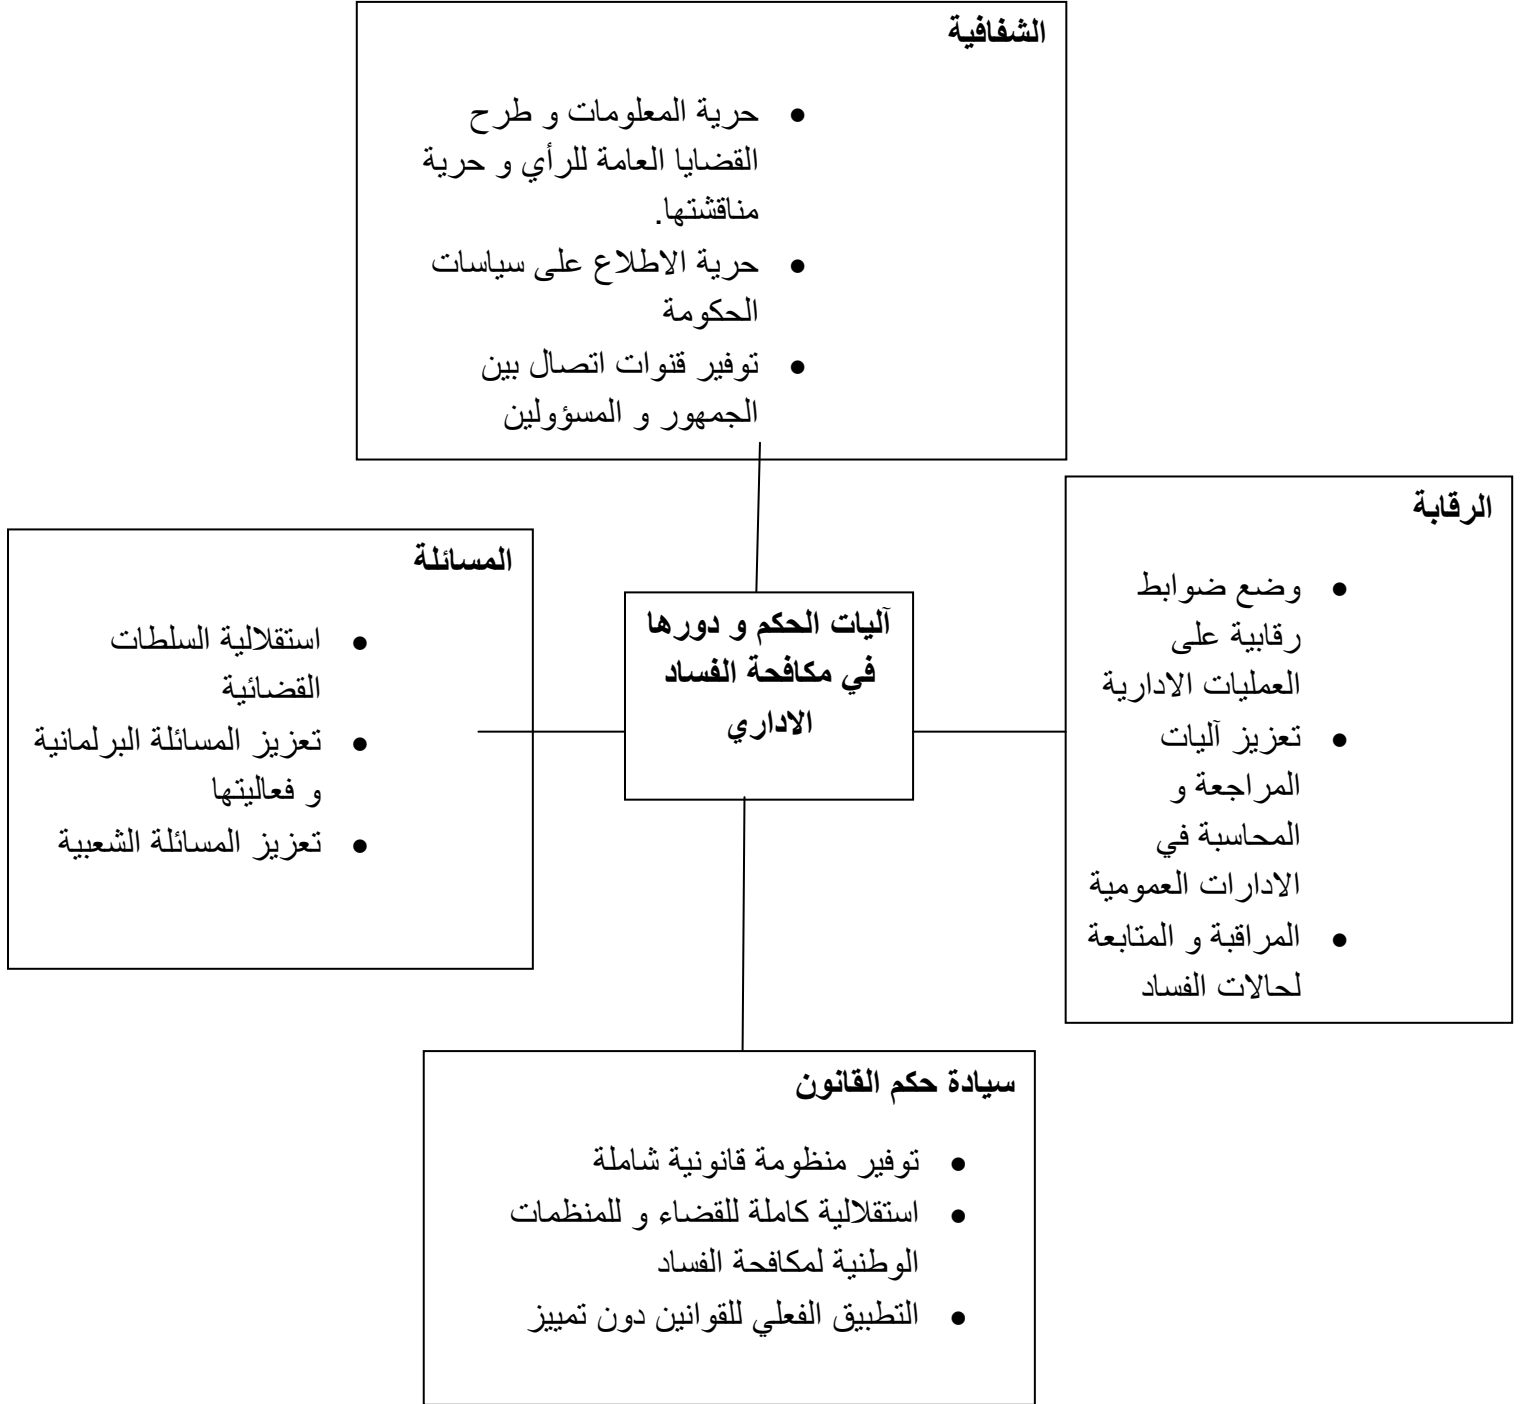 الشفافية
• حرية المعلومات و طرح
القضايا العامة للرأي و حرية
مناقشتها.
• حرية الاطلاع على سياسات
الحكومة
• توفير قنوات اتصال بين
الجمهور و المسؤولين
الرقابة
• وضع ضوابط
رقابية على
العمليات الادارية
• تعزيز آليات
المراجعة و
المحاسبة في
الادارات العمومية
• المراقبة و المتابعة
لحالات الفساد
آليات الحكم و دورها
في مكافحة الفساد
الاداري
المسائلة
• استقلالية السلطات
القضائية
• تعزيز المسائلة البرلمانية
و فعاليتها
• تعزيز المسائلة الشعبية
سيادة حكم القانون
• توفير منظومة قانونية شاملة
• استقلالية كاملة للقضاء و للمنظمات
الوطنية لمكافحة الفساد
• التطبيق الفعلي للقوانين دون تمييز